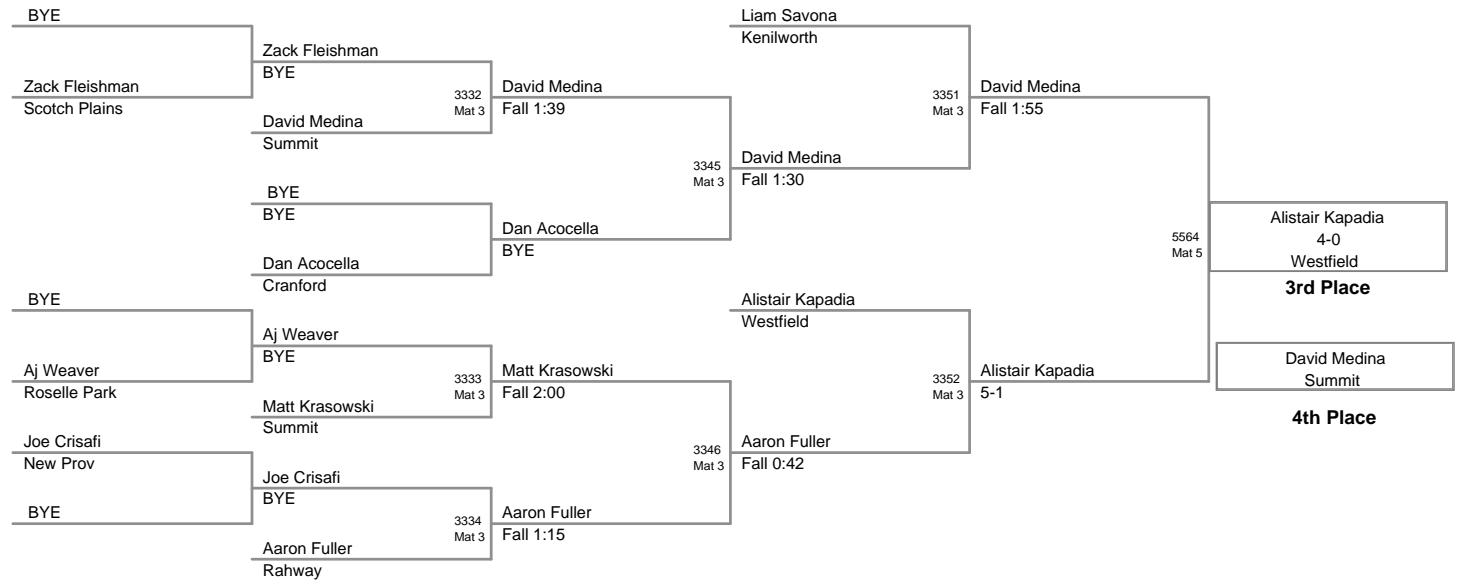 BYE
Zack Fleishman
Scotch Plains
BYE
Aj Weaver
Roselle Park
Joe Crisafi
New Prov
BYE
Zack Fleishman
BYE
David Medina
Summit
BYE
BYE
Dan Acocella
Cranford
Aj Weaver
BYE
Matt Krasowski
Summit
Joe Crisafi
BYE
Aaron Fuller
Rahway
3332
Mat 3
3333
Mat 3
3334
Mat 3
David Medina
Fall 1:39
Dan Acocella
BYE
Matt Krasowski
Fall 2:00
Aaron Fuller
Fall 1:15
3345
Mat 3
3346
Mat 3
Liam Savona
Kenilworth
David Medina
Fall 1:30
Alistair Kapadia
Westfield
Aaron Fuller
Fall 0:42
3351
Mat 3
3352
Mat 3
David Medina
Fall 1:55
Alistair Kapadia
5-1
5564
Mat 5
Alistair Kapadia
4-0
Westfield
3rd Place
David Medina
Summit
4th Place